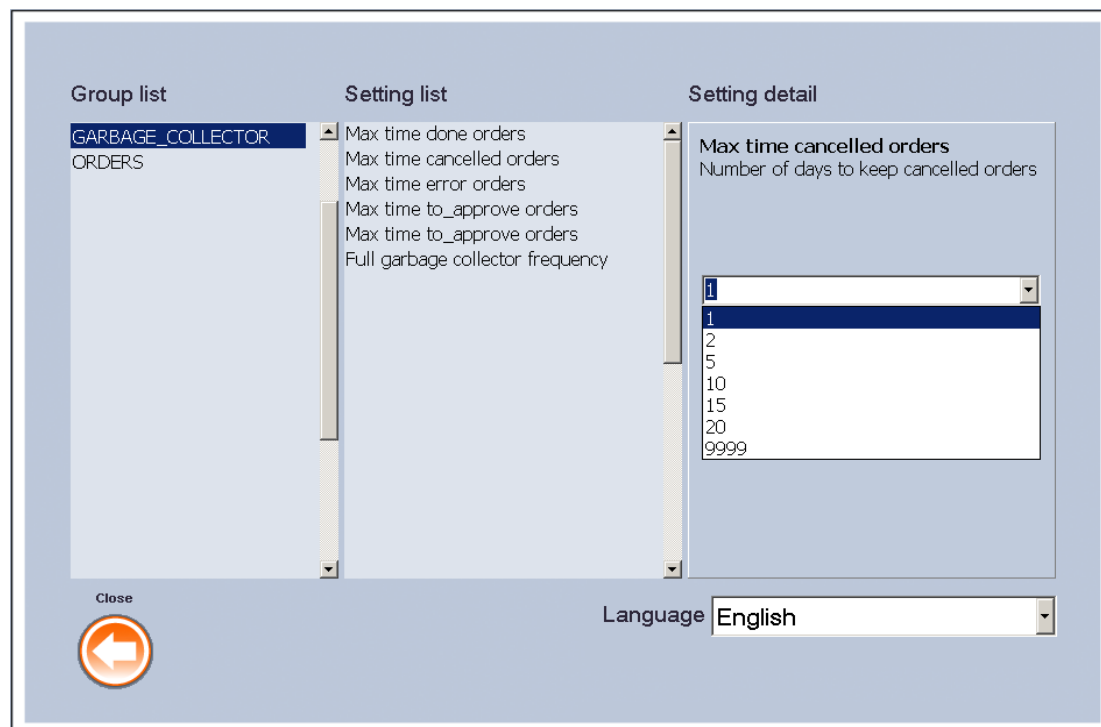 Group list
GARBAGE_COLLECTOR
ORDERS
Setting list
Max time done orders
Max time cancelled orders
Max time error orders
Max time to_approve orders
Max time to_approve orders
Full garbage collector frequency
Setting detail
Max time cancelled orders
Number of days to keep cancelled orders
1
1
2
5
10
15
20
9999
Close
Language English